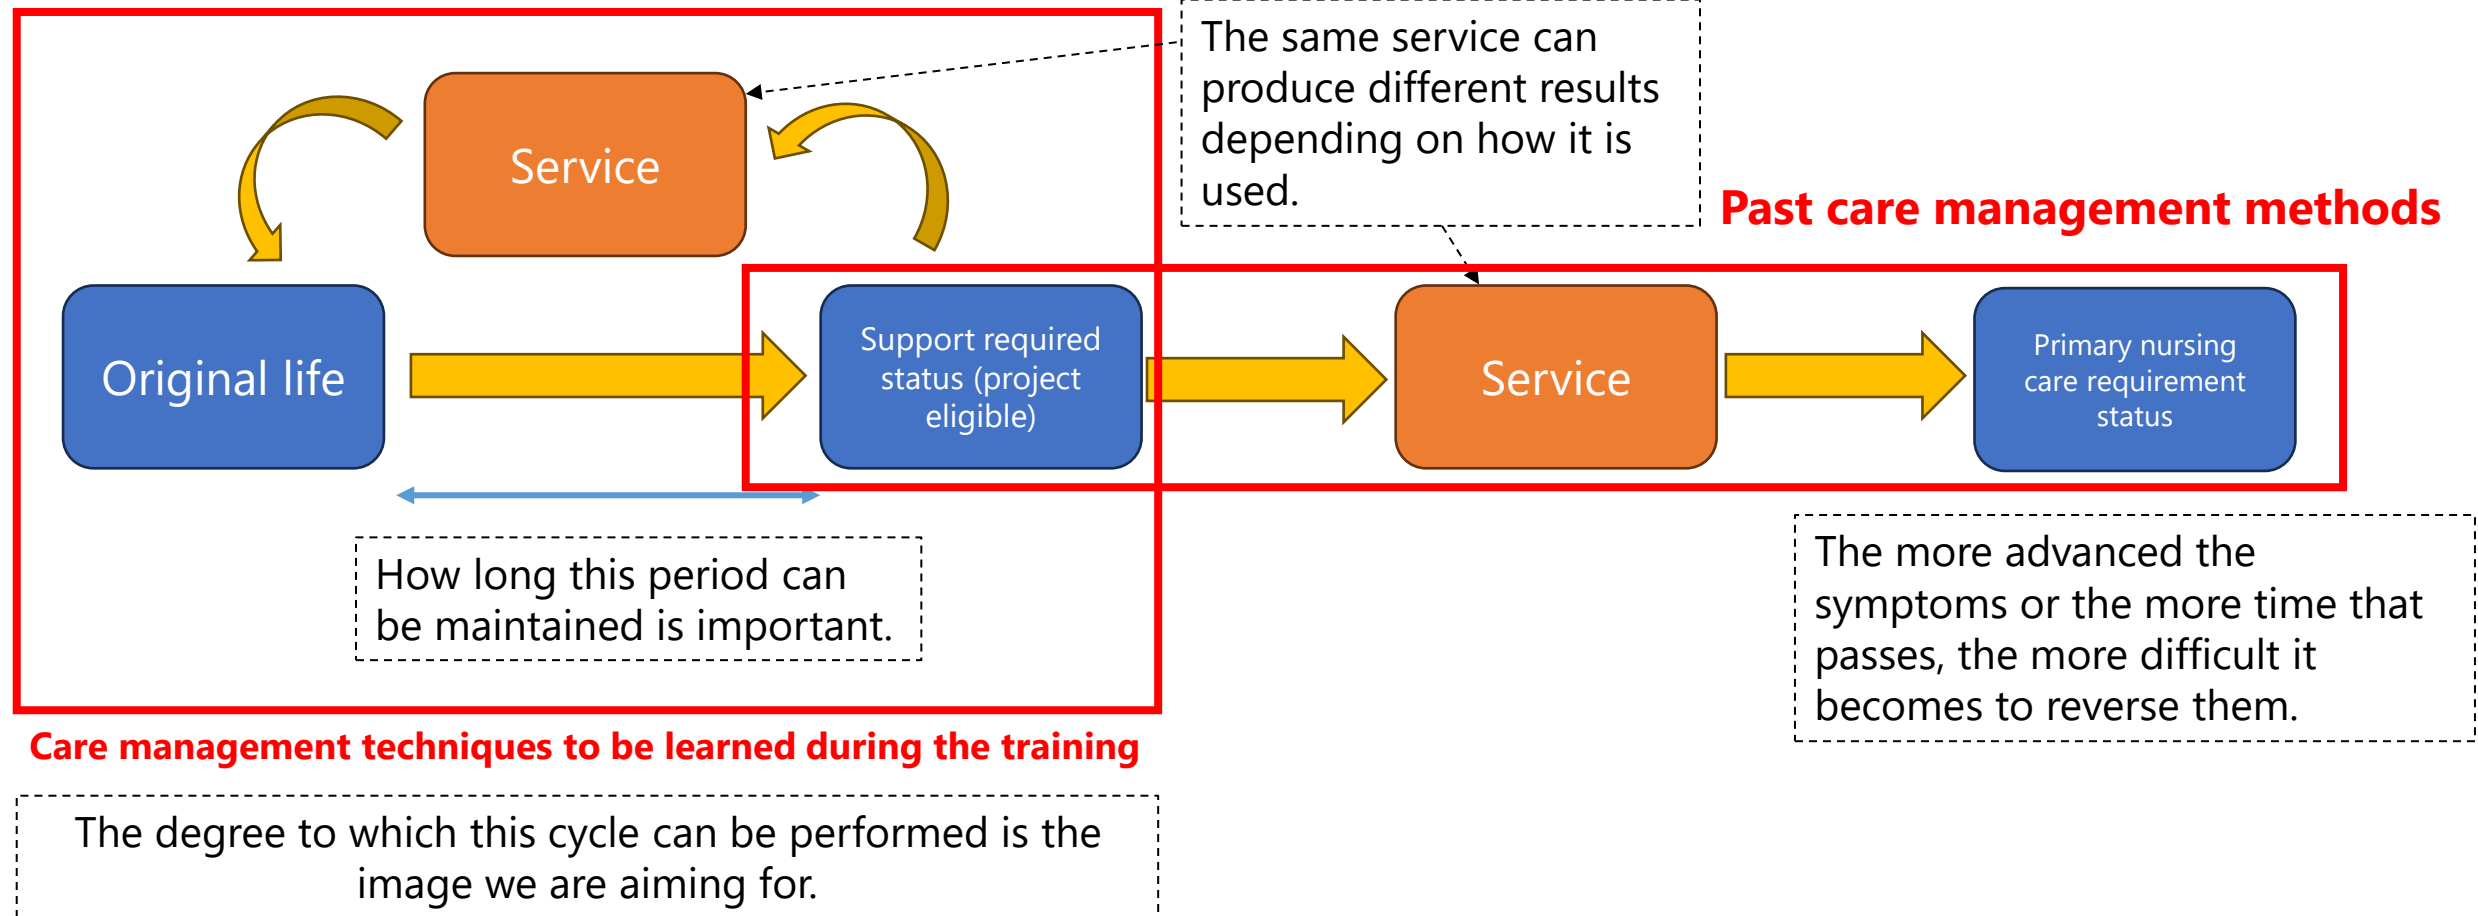 The same service can
produce different results
depending on how it is
used.
Service
Past care management methods
Original life
Support required
status (project
eligible)
Service
Primary nursing
care requirement
status
How long this period can
be maintained is important.
The more advanced the
symptoms or the more time that
passes, the more difficult it
becomes to reverse them.
Care management techniques to be learned during the training
The degree to which this cycle can be performed is the
image we are aiming for.